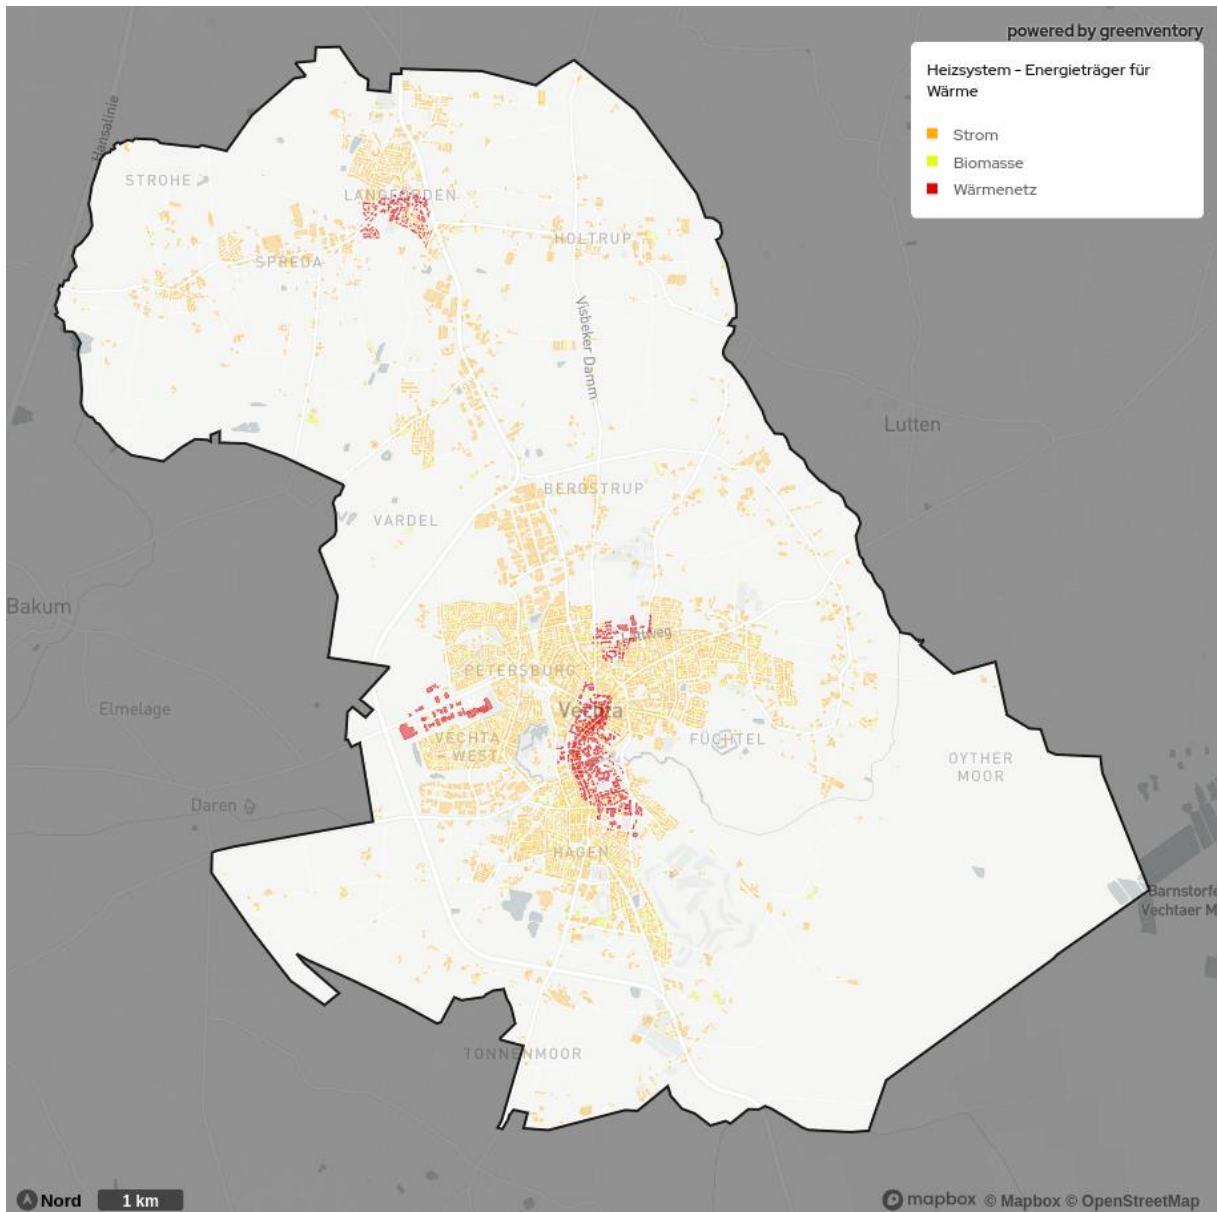 powered by greenventory
Heizsystem - Energieträger für
Wärme
Strom
Biomasse
Wärmenetz
Hansalinie
STROHE
LANGFÖRDEN
HOLTRUP
SPREDA
Visbeker Damm
Lutten
BERGSTRUP
VARDEL
Bakum
PETERSBURG
Elmelage
Vechta
VECHTA
- WEST
FÜCHTEL
OYTHER
MOOR
Daren
HAGEN
Barnstorfe
Vechtaer M
TONNENMOOR
Nord
1 km
mapbox © Mapbox © OpenStreetMap